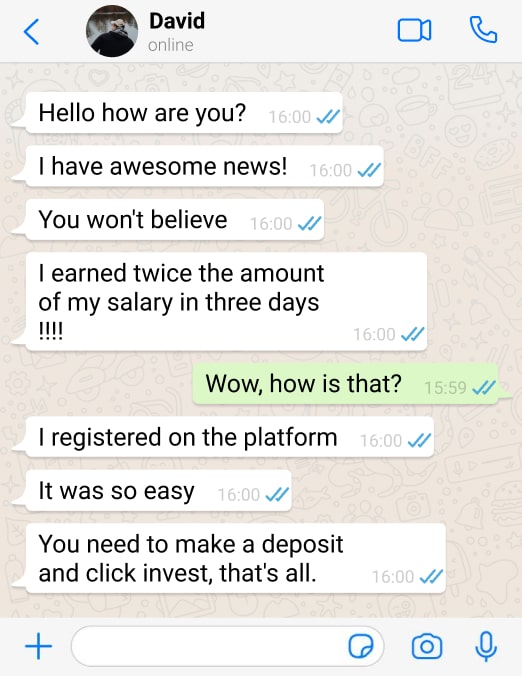 David
online
Hello how are you? 16:00
I have awesome news! 16:00
You won't believe 16:00
I earned twice the amount
of my salary in three days
!!!! 16:00
Wow, how is that? 15:59
I registered on the platform 16:00
It was so easy 16:00
You need to make a deposit
and click invest, that's all. 16:00